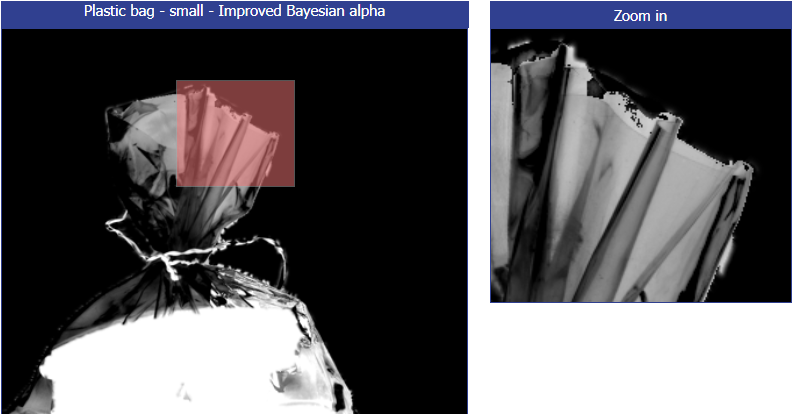 Plastic bag - small - Improved Bayesian alpha
Zoom in